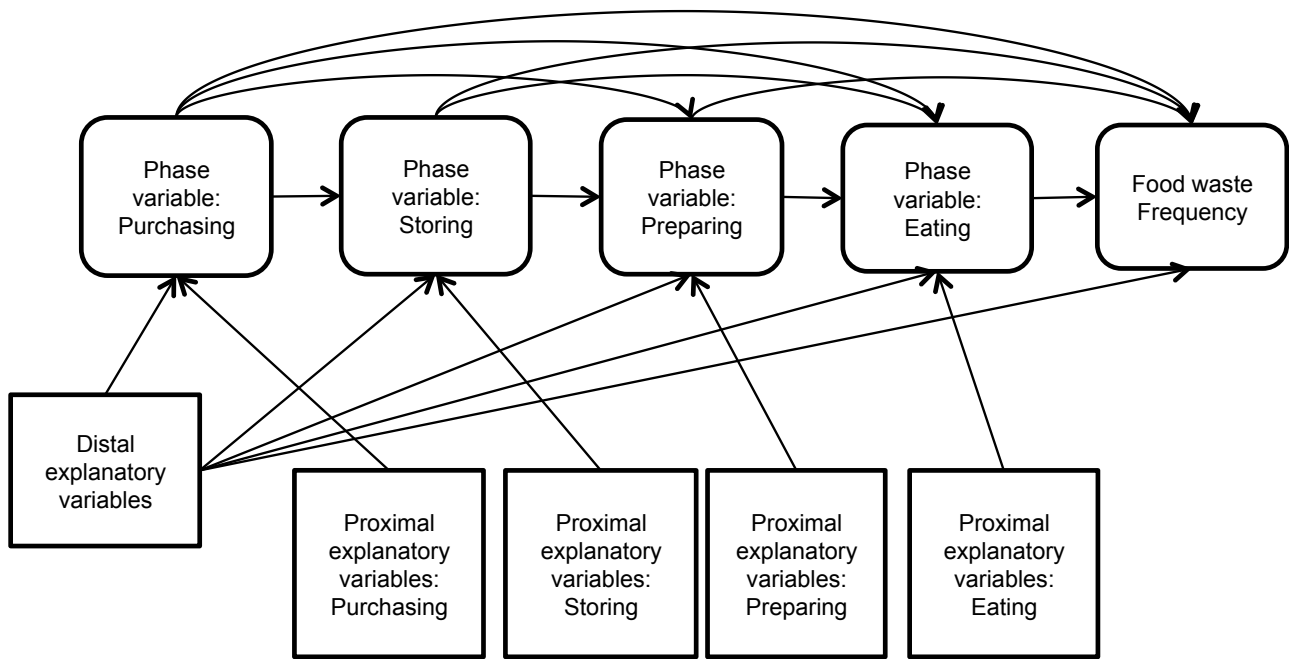 Phase
variable:
Purchasing
Phase
variable:
Storing
Phase
variable:
Preparing
Phase
variable:
Eating
Food waste
Frequency
Distal
explanatory
variables
Proximal
explanatory
variables:
Purchasing
Proximal
explanatory
variables:
Storing
Proximal
explanatory
variables:
Preparing
Proximal
explanatory
variables:
Eating